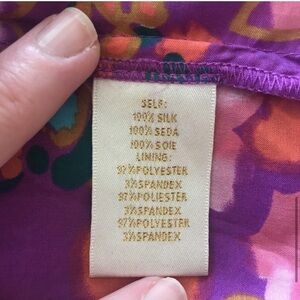 SELF:
100% SILK
100% SEDA
100% SOIE
LINING:
97% POLYESTER
3% SPANDEX
97% POLIESTER
3% SPANDEX
97% POLYESTER
3% SPANDEX